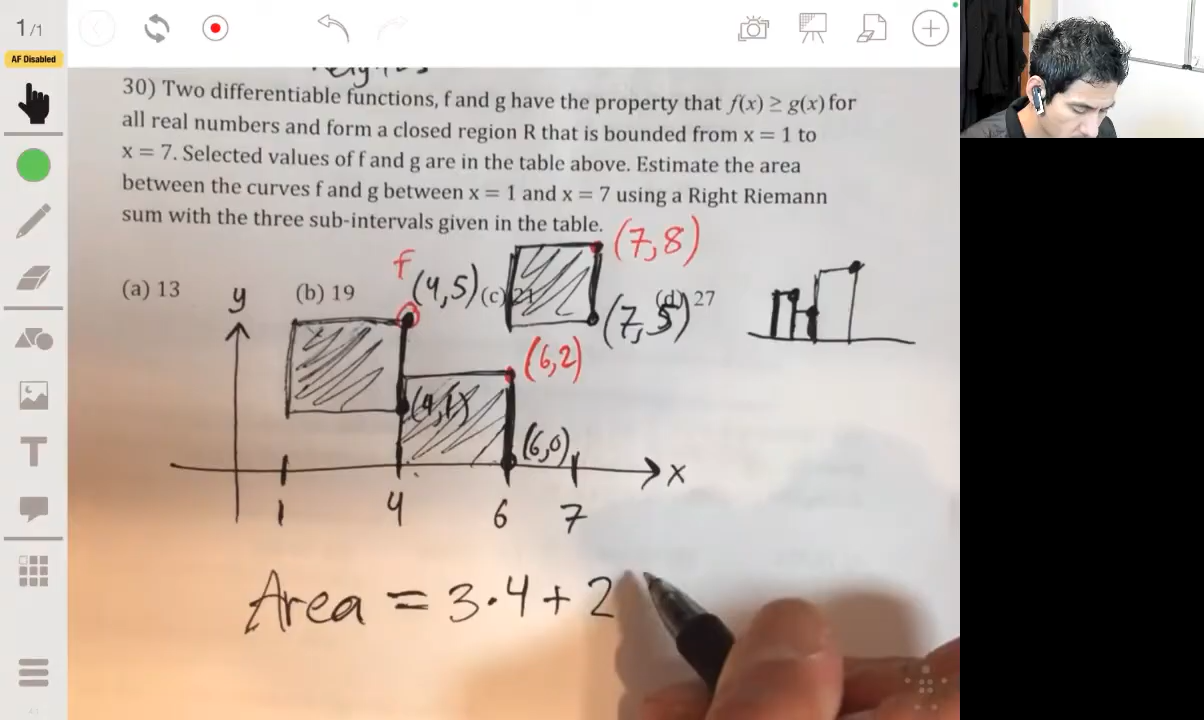 1/1
AF Disabled
30) Two differentiable functions, f and g have the property that f(x) ≥ g(x) for
all real numbers and form a closed region R that is bounded from x = 1 to
x = 7. Selected values of f and g are in the table above. Estimate the area
between the curves f and g between x = 1 and x = 7 using a Right Riemann
sum with the three sub-intervals given in the table.
(7,8)
f
(a) 13
(b) 19
(4,5)
(c) 21
(d) 27
(7,5)
y
(6,2)
(4,1)
(6,0)
x
1 4 6 7
Area = 3·4+2
T